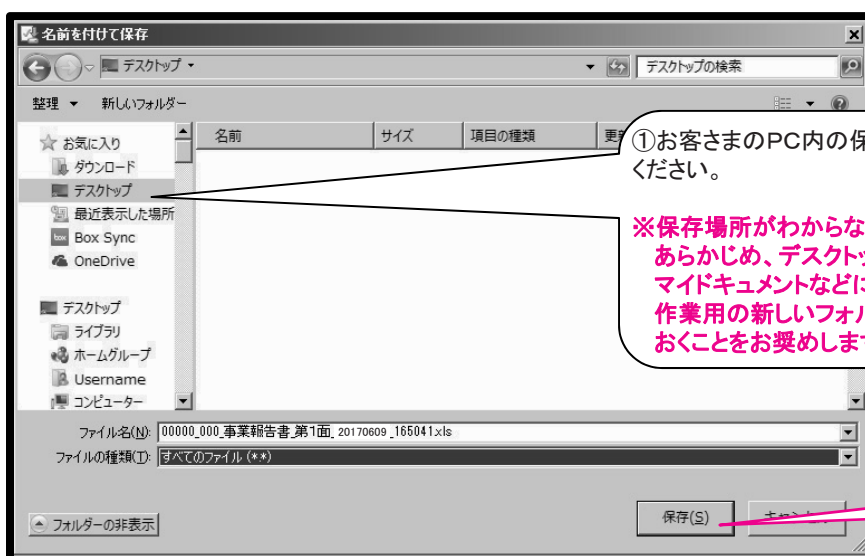 名前を付けて保存
デスクトップ
デスクトップの検索
整理 新しいフォルダー
お気に入り
ダウンロード
デスクトップ
最近表示した場所
Box Sync
OneDrive
デスクトップ
ライブラリ
ホームグループ
Username
コンピューター
名前 サイズ 項目の種類 更
①お客さまのPC内の保
ください。
※保存場所がわからな
あらかじめ、デスクトッ
マイドキュメントなどに
作業用の新しいフォル
おくことをお奨めしま
ファイル名(N): 00000_000_事業報告書_第1面_20170609_165041.xls
ファイルの種類(T): すべてのファイル (*.*)
フォルダーの非表示
保存(S)